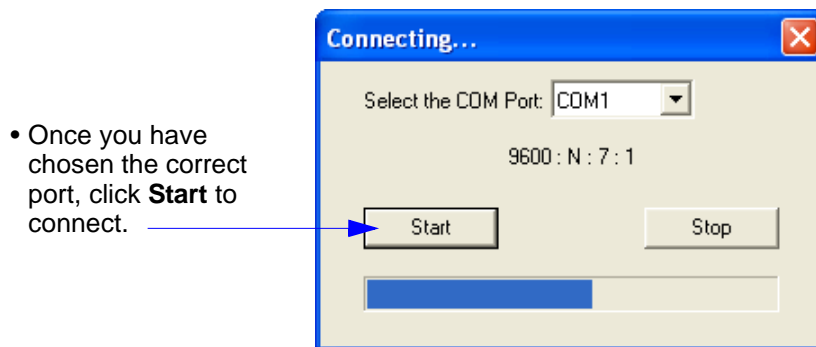 Connecting...
Select the COM Port: COM1
9600 : N : 7 : 1
• Once you have
chosen the correct
port, click Start to
connect.
Start
Stop